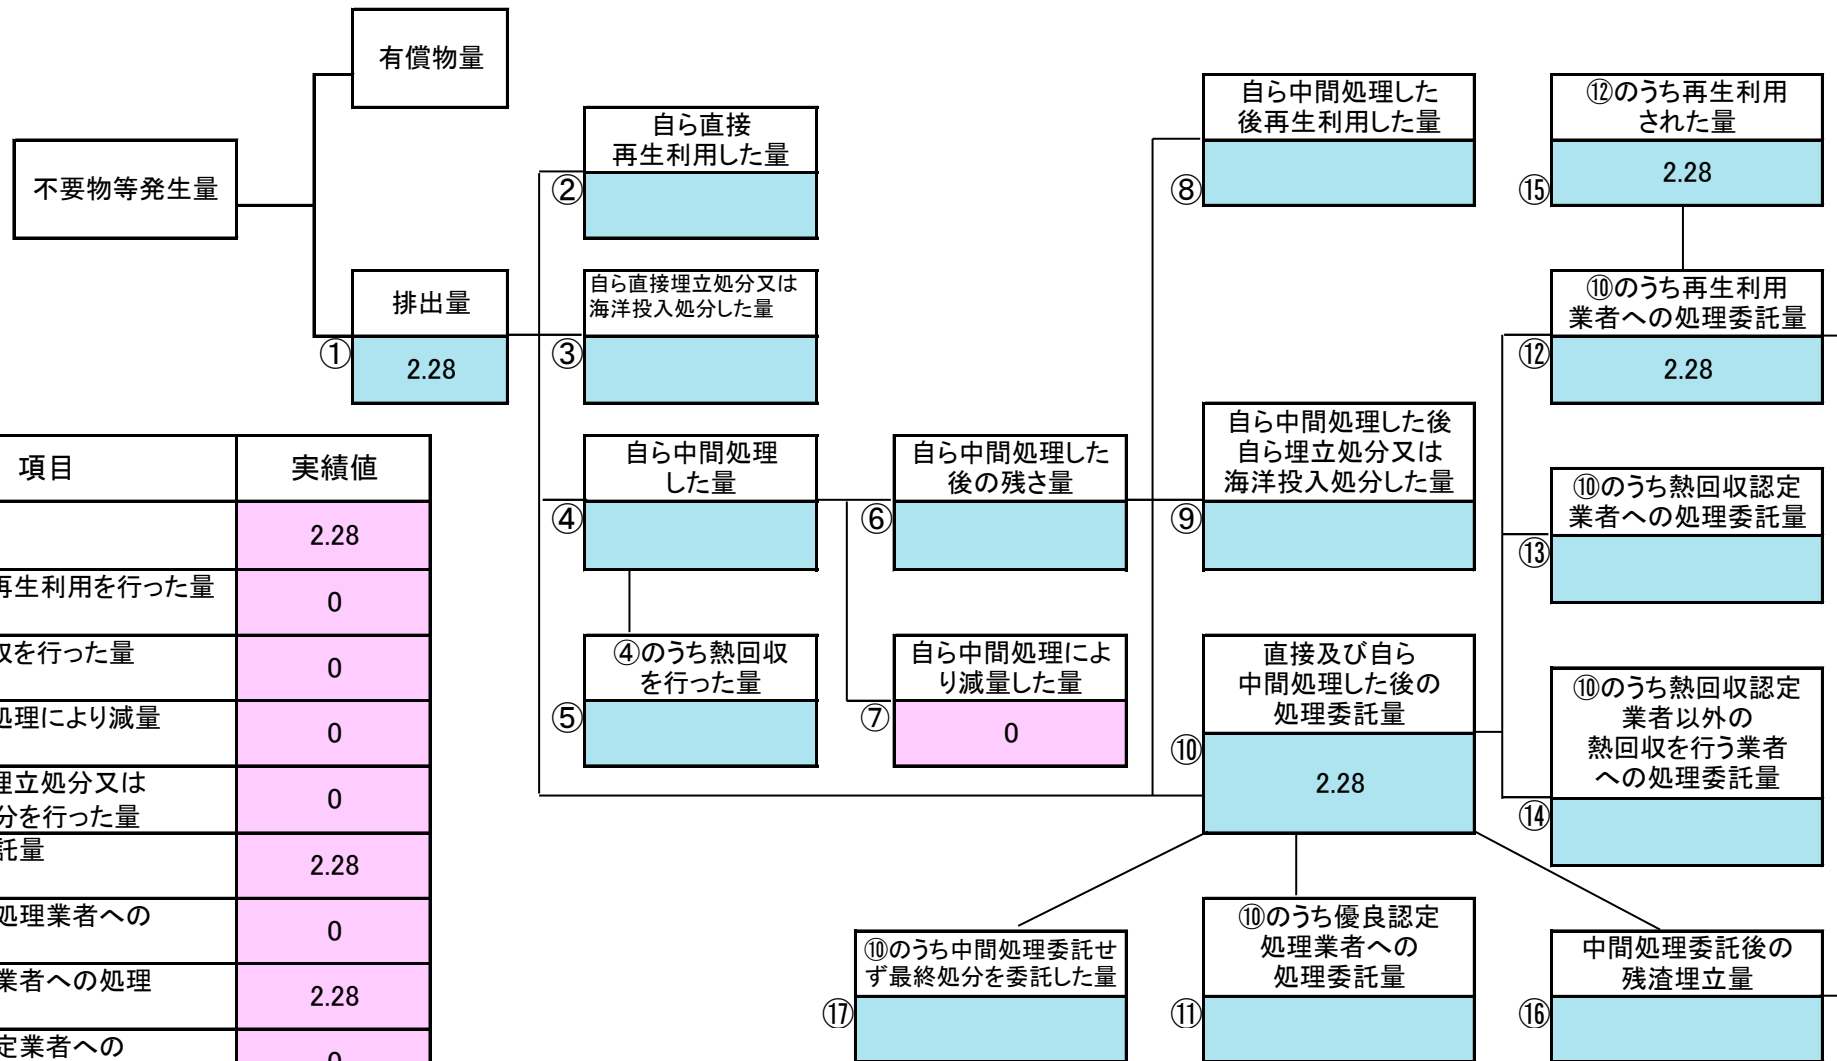 有償物量
不要物等発生量
排出量
①
2.28
自ら直接
再生利用した量
②
自ら直接埋立処分又は
海洋投入処分した量
③
自ら中間処理
した量
④
④のうち熱回収
を行った量
⑤
自ら中間処理した
後の残さ量
⑥
自ら中間処理によ
り減量した量
⑦
0
自ら中間処理した
後再生利用した量
⑧
自ら中間処理した後
自ら埋立処分又は
海洋投入処分した量
⑨
直接及び自ら
中間処理した後の
処理委託量
⑩
2.28
⑫のうち再生利用
された量
⑮
2.28
⑩のうち再生利用
業者への処理委託量
⑫
2.28
⑩のうち熱回収認定
業者への処理委託量
⑬
⑩のうち熱回収認定
業者以外の
熱回収を行う業者
への処理委託量
⑭
⑩のうち中間処理委託せ
ず最終処分を委託した量
⑰
⑩のうち優良認定
処理業者への
処理委託量
⑪
中間処理委託後の
残渣埋立量
⑯
項目 実績値
2.28
再生利用を行った量 0
収を行った量 0
処理により減量 0
埋立処分又は
分を行った量 0
託量 2.28
処理業者への 0
業者への処理 2.28
定業者への 0